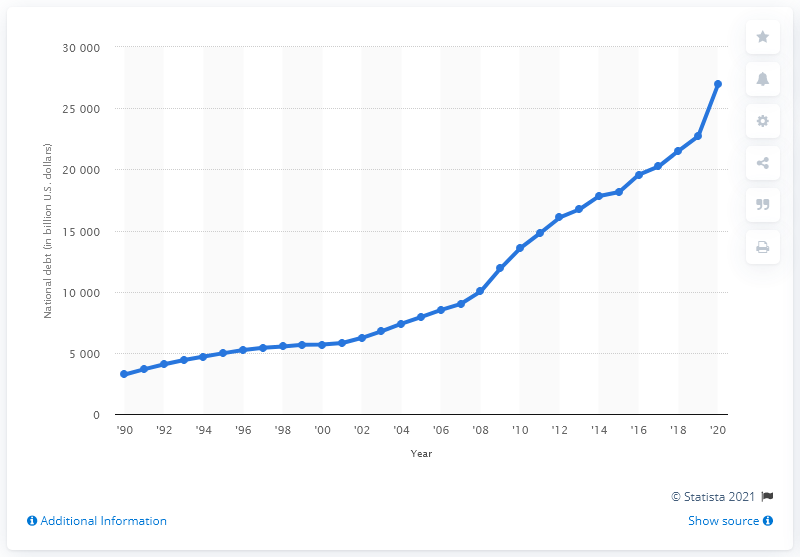 30 000
25 000
20 000
15 000
10 000
5 000
0
National debt (in billion U.S. dollars)
'90 '92 '94 '96 '98 '00 '02 '04 '06 '08 '10 '12 '14 '16 '18 '20
Year
© Statista 2021
Additional Information
Show source